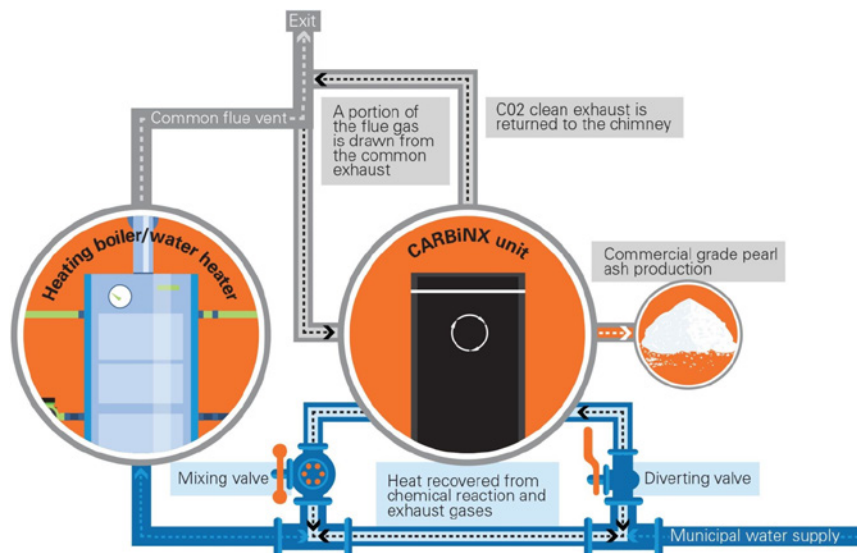 Exit
Common flue vent
A portion of
the flue gas
is drawn from
the common
exhaust
C02 clean exhaust is
returned to the chimney
Heating boiler/water heater
CARBiNX unit
Commercial grade pearl
ash production
Mixing valve
Heat recovered from
chemical reaction and
exhaust gases
Diverting valve
Municipal water supply